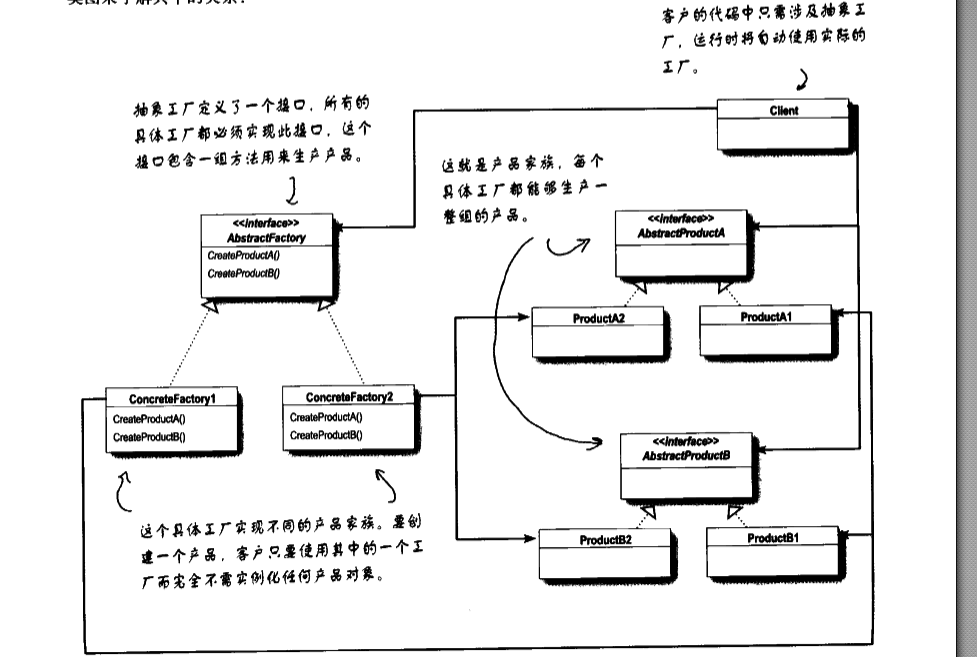 客户的代码中只需涉及抽象工
厂，运行时将自动使用实际的
工厂。
Client
抽象工厂定义了一个接口，所有的
具体工厂都必须实现此接口，这个
接口包含一组方法用来生产产品。
这就是产品家族，每个
具体工厂都能够生产一
整组的产品。
<<interface>>
AbstractFactory
CreateProductA()
CreateProductB()
<<interface>>
AbstractProductA
ProductA2
ProductA1
ConcreteFactory1
CreateProductA()
CreateProductB()
ConcreteFactory2
CreateProductA()
CreateProductB()
<<interface>>
AbstractProductB
ProductB2
ProductB1
这个具体工厂实现不同的产品家族。要创
建一个产品，客户只要使用其中的一个工
厂而完全不需实例化任何产品对象。